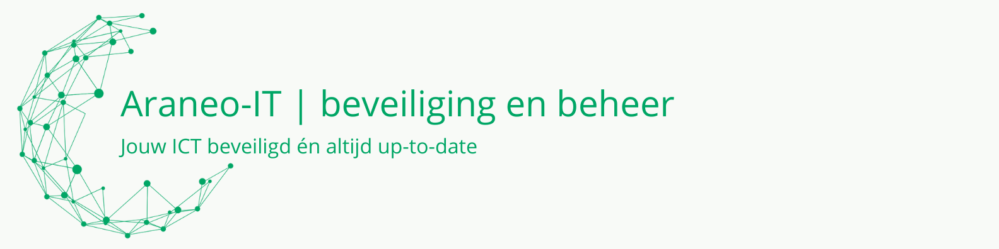 Araneo-IT | beveiliging en beheer
Jouw ICT beveiligd én altijd up-to-date